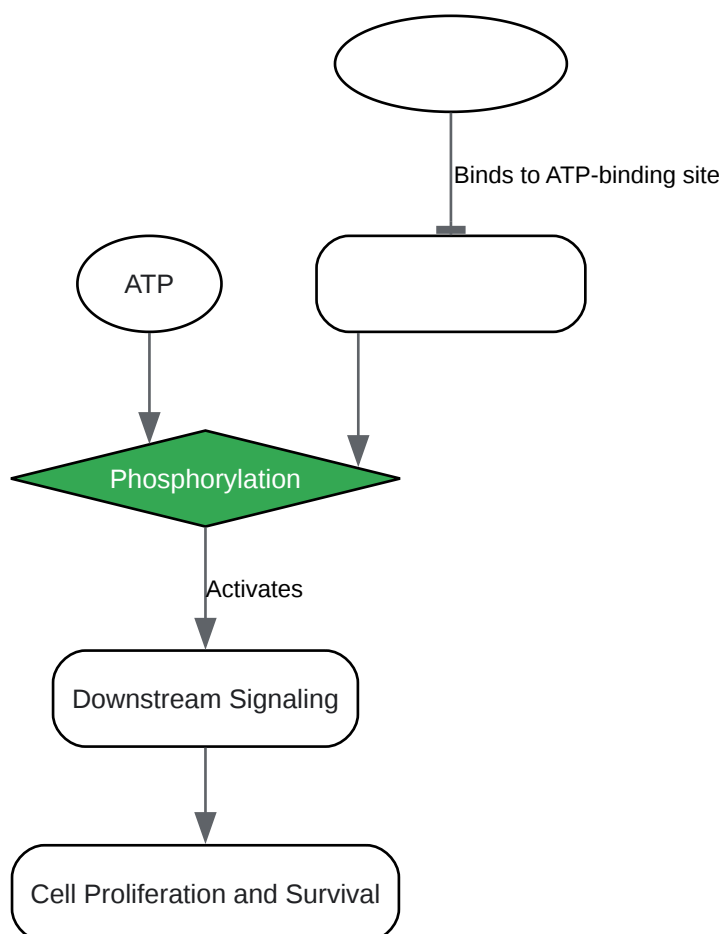 Binds to ATP-binding site
ATP
Phosphorylation
Activates
Downstream Signaling
Cell Proliferation and Survival